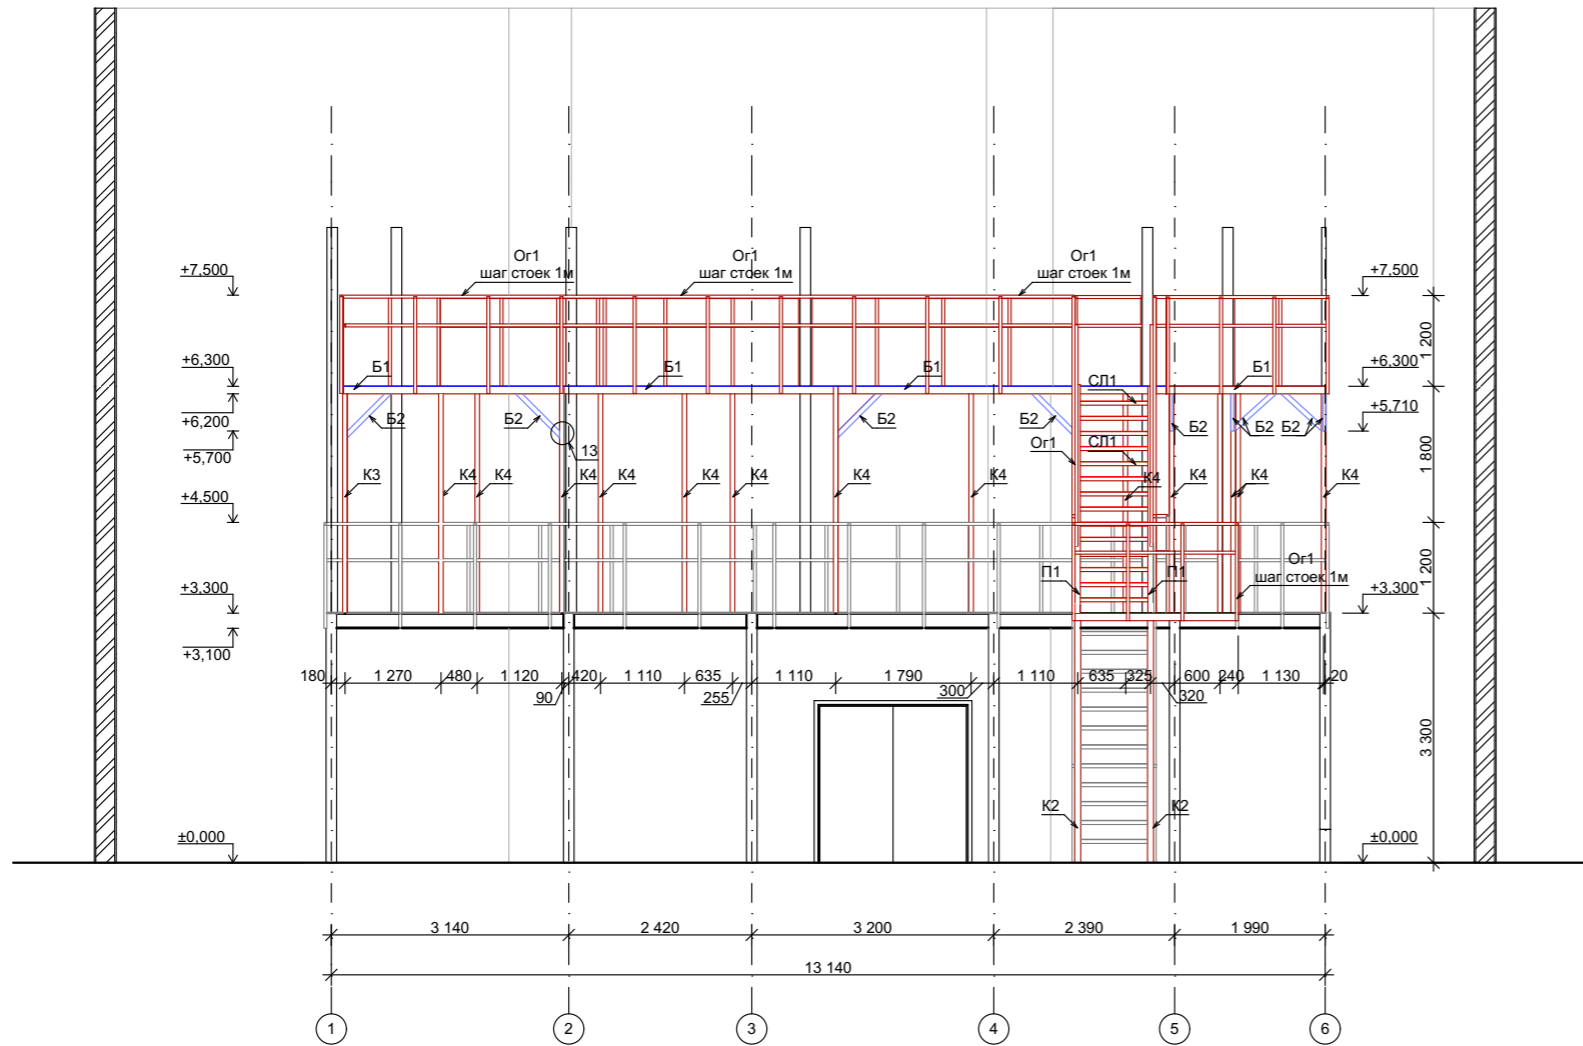 Ог1
шаг стоек 1м
Ог1
шаг стоек 1м
Ог1
шаг стоек 1м
+7,500
+7,500
1 200
+6,300
Б1
Б1
Б1
Б1
+6,300
СЛ1
+6,200
Б2
Б2
Б2
Б2
Б2
Б2
Б2
+5,710
+5,700
13
Ог1
СЛ1
1 800
К3
К4
К4
К4
К4
К4
К4
К4
К4
К4
К4
К4
К4
+4,500
1 200
Ог1
шаг стоек 1м
П1
П1
+3,300
+3,300
+3,100
180
1 270
480
1 120
420
1 110
635
1 110
1 790
300
1 110
635
325
600
240
1 130
20
90
255
320
3 300
К2
К2
±0,000
±0,000
3 140
2 420
3 200
2 390
1 990
13 140
1
2
3
4
5
6